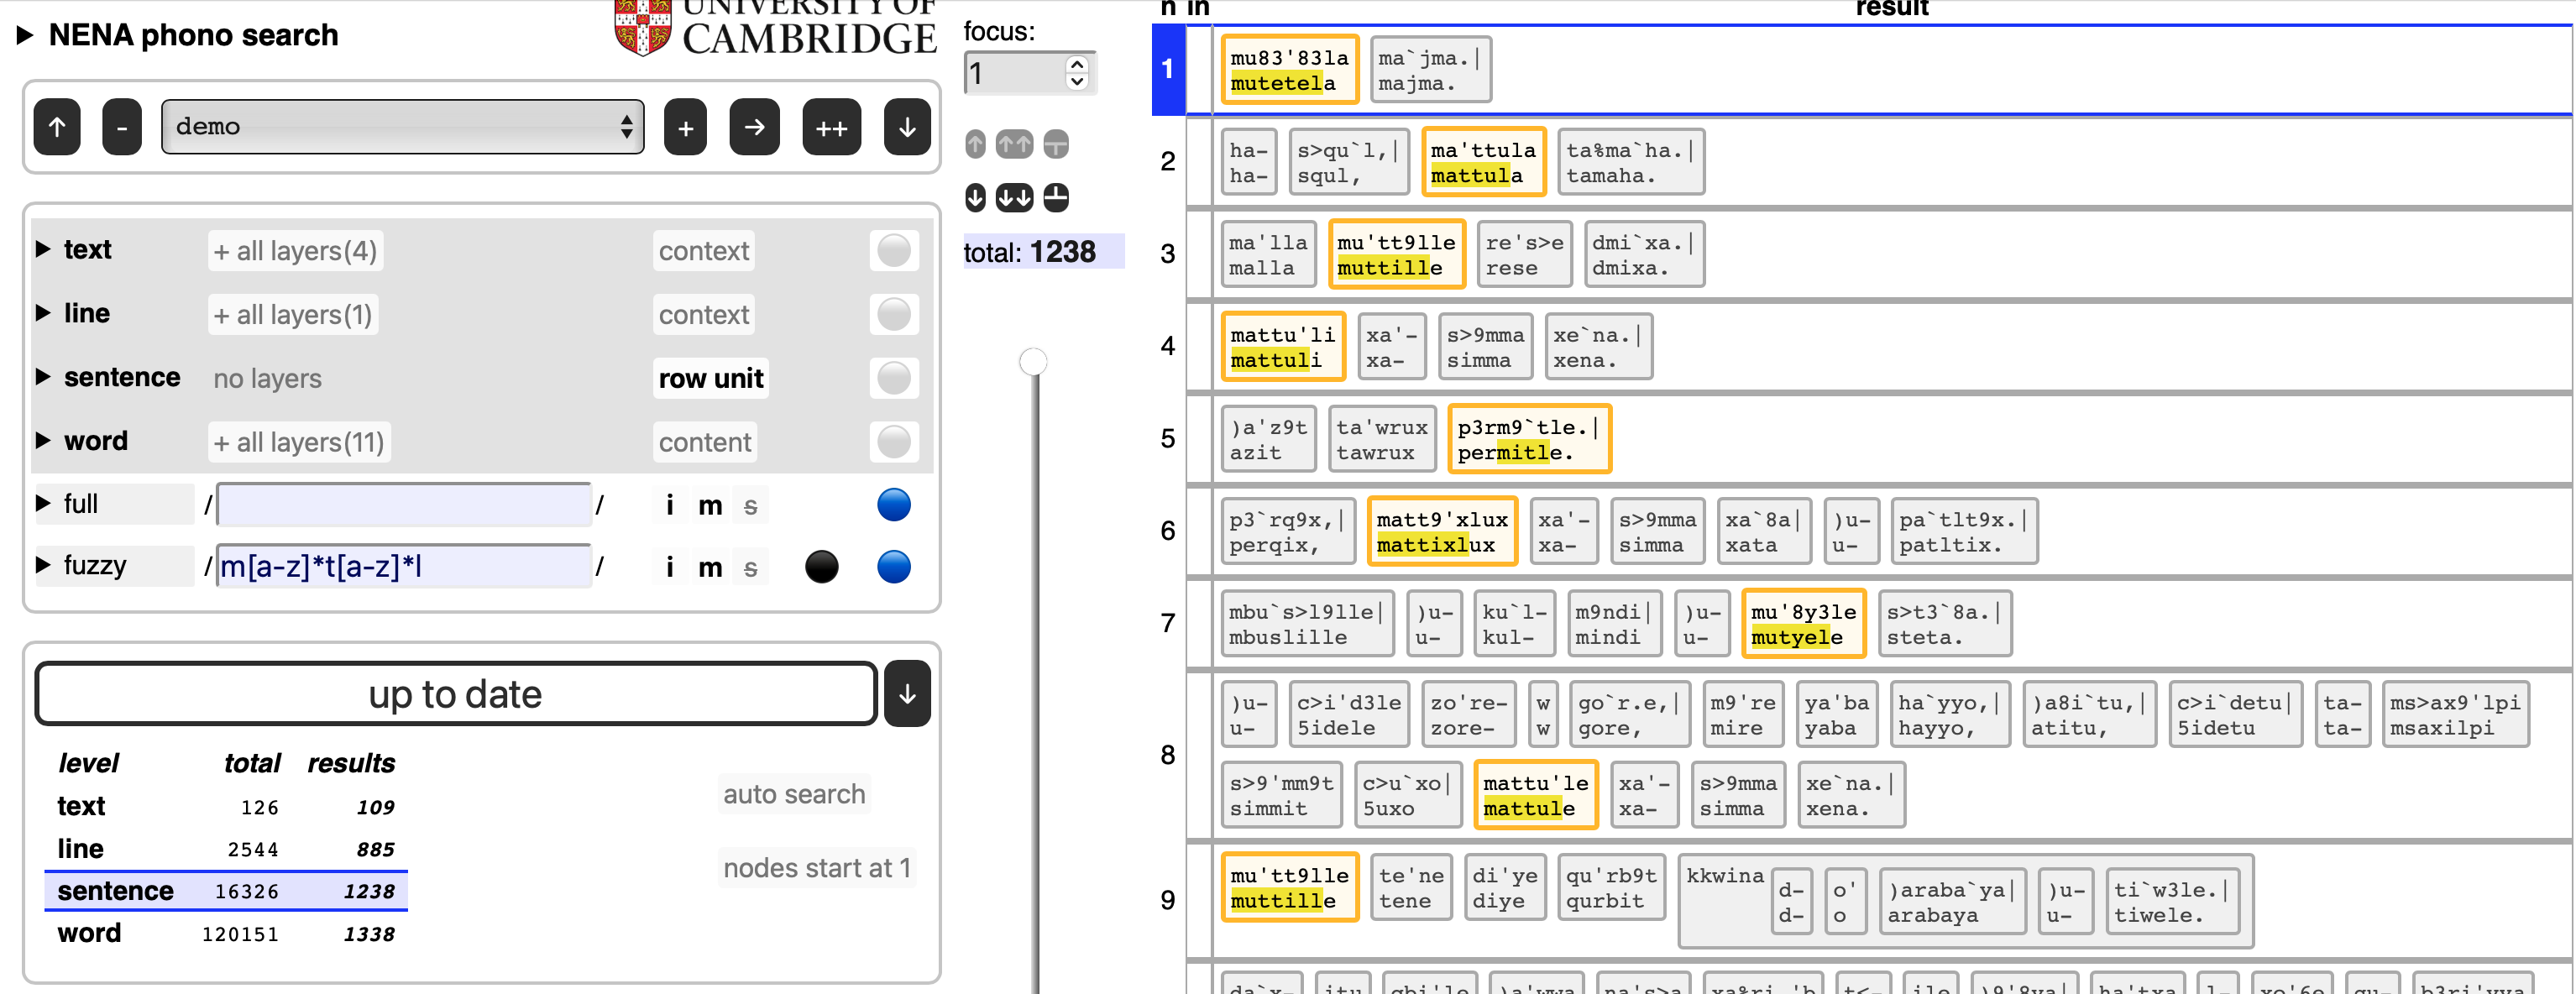 ▶ NENA phono search
UNIVERSITY OF
CAMBRIDGE
↑ - demo + → ++ ↓
▶ text + all layers(4) context
▶ line + all layers(1) context
▶ sentence no layers row unit
▶ word + all layers(11) content
▶ full / / i m s
▶ fuzzy /m[a-z]*t[a-z]*l / i m s
up to date ↓
level total results
text 126 109
line 2544 885
sentence 16326 1238
word 120151 1338
auto search
nodes start at 1
focus:
1
total: 1238
n in result
1
mu83'83la ma`jma.|
mutetela majma.
2
ha- s>qu`l,| ma'ttula ta%ma`ha.|
ha- squl, mattula tamaha.
3
ma'lla mu'tt9lle re's>e dmi`xa.|
malla muttille rese dmixa.
4
mattu'li xa'- s>9mma xe`na.|
mattuli xa- simma xena.
5
)a'z9t ta'wrux p3rm9`tle.|
azit tawrux permitle.
6
p3`rq9x,| matt9'xlux xa'- s>9mma xa`8a| )u- pa`tlt9x.|
perqix, mattixlux xa- simma xata u- patltix.
7
mbu`s>l9lle| )u- ku`l- m9ndi| )u- mu'8y3le s>t3`8a.|
mbuslille u- kul- mindi u- mutyele steta.
8
)u- c>i'd3le zo're- w go`r.e,| m9're ya'ba ha`yyo,| )a8i`tu,| c>i`detu| ta- ms>ax9'lpi
u- 5idele zore- w gore, mire yaba hayyo, atitu, 5idetu ta- msaxilpi
s>9'mm9t c>u`xo| mattu'le xa'- s>9mma xe`na.|
simmit 5uxo mattule xa- simma xena.
9
mu'tt9lle te'ne di'ye qu'rb9t kkwina d- o' )araba`ya| )u- ti`w3le.|
muttille tene diye qurbit d- o arabaya u- tiwele.